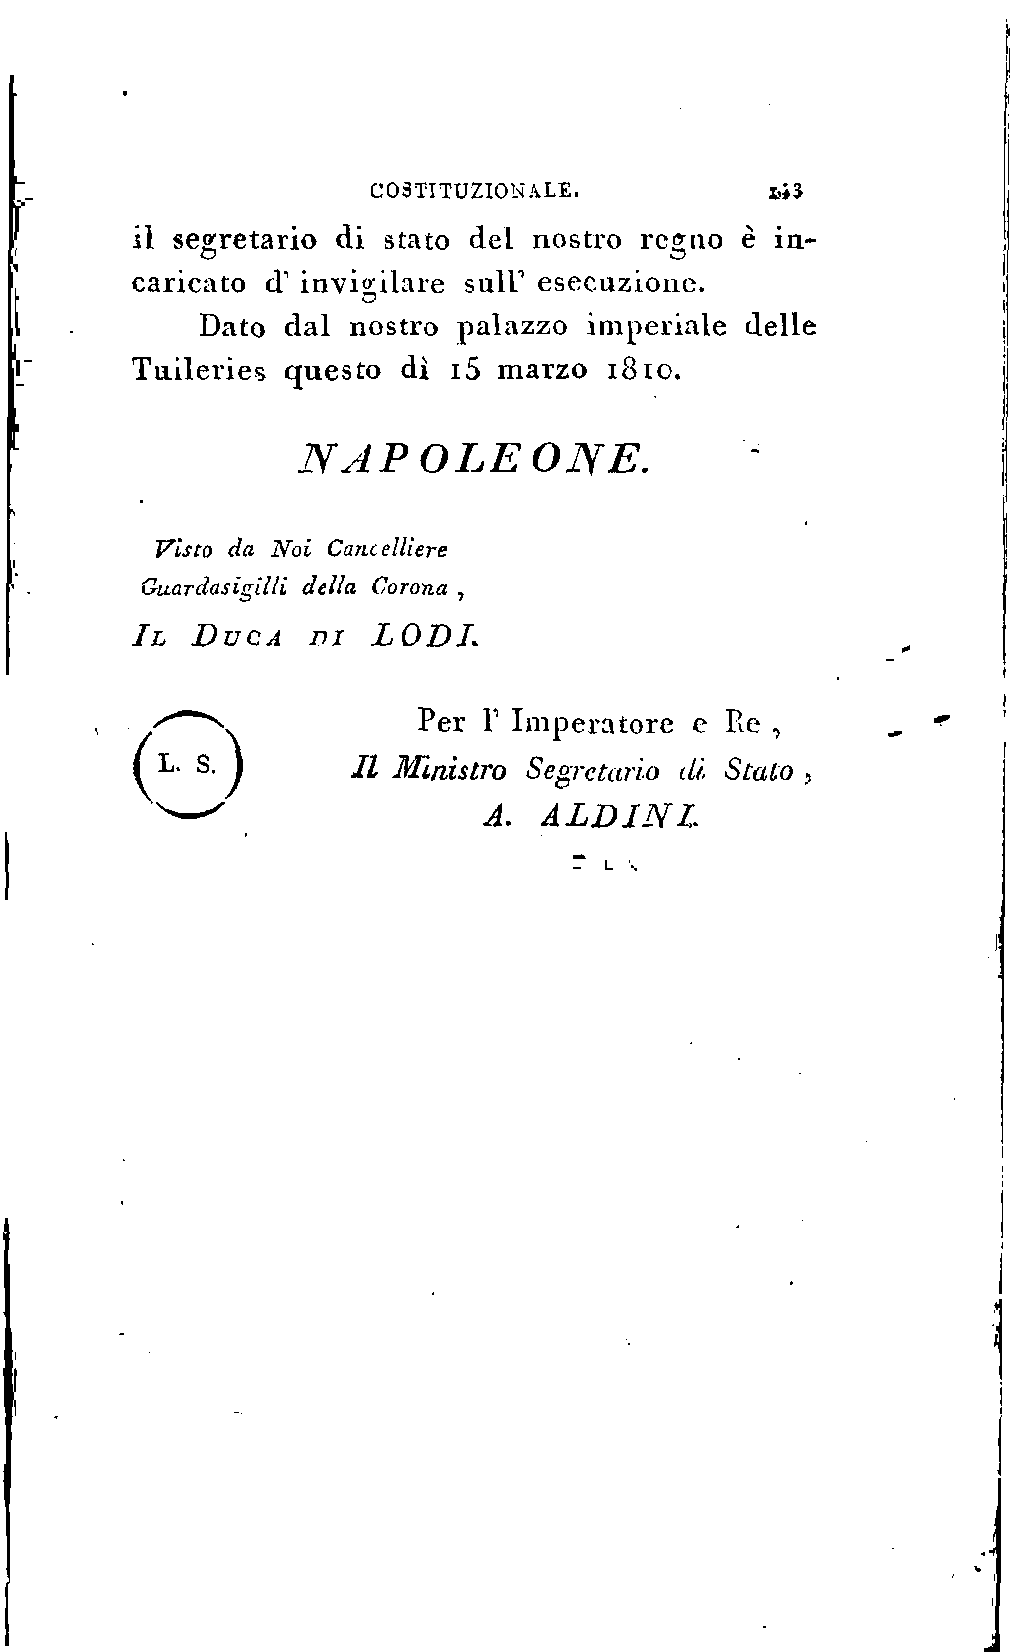 COSTITUZIONALE.
il segretario di stato del nostro regno è in-
caricato d' invigilare sull' esecuzione.
Dato dal nostro palazzo imperiale delle
Tuileries questo dì 15 marzo 1810.
NAPOLEONE.
Visto da Noi Cancelliere
Guardasigilli della Corona ,
IL DUCA DI LODI.
Per l' Imperatore e Re ,
L. S.
Il Ministro Segretario di Stato ,
A. ALDINI.